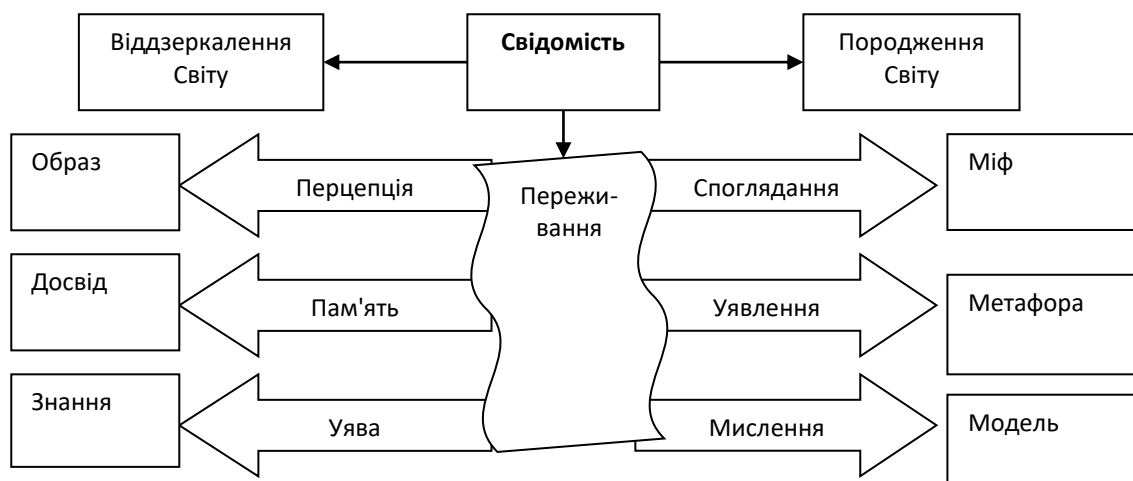 Віддзеркалення
Світу
Свідомість
Породження
Світу
Образ
Перцепція
Пережи-
вання
Споглядання
Міф
Досвід
Пам'ять
Уявлення
Метафора
Знання
Уява
Мислення
Модель